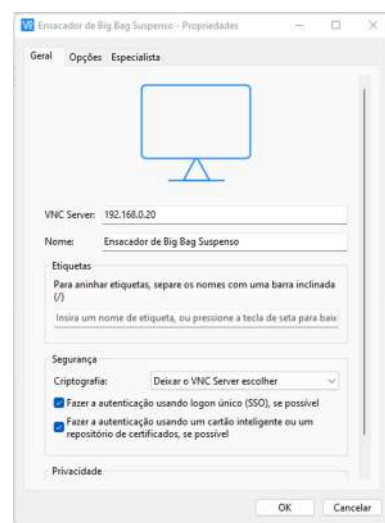 VP Ensacador de Big Bag Suspenso - Propriedades
Geral Opções Especialista
VNC Server: 192.168.0.20
Nome: Ensacador de Big Bag Suspenso
Etiquetas
Para aninhar etiquetas, separe os nomes com uma barra inclinada
(/)
Insira um nome de etiqueta, ou pressione a tecla de seta para baix
Segurança
Criptografia: Deixar o VNC Server escolher
Fazer a autenticação usando logon único (SSO), se possível
Fazer a autenticação usando um cartão inteligente ou um
repositório de certificados, se possível
Privacidade
OK Cancelar